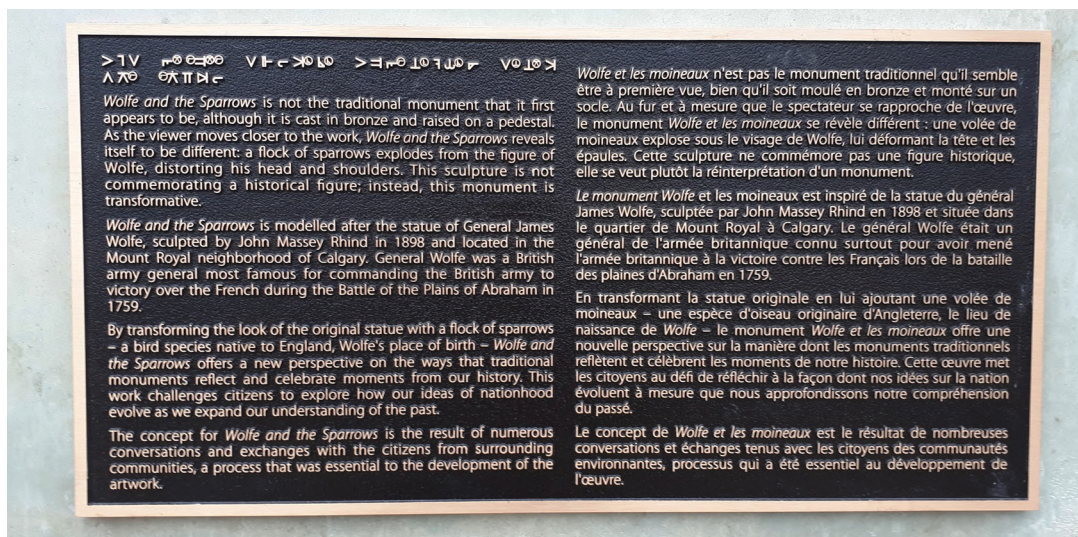 Wolfe and the Sparrows is not the traditional monument that it first
appears to be, although it is cast in bronze and raised on a pedestal.
As the viewer moves closer to the work, Wolfe and the Sparrows reveals
itself to be different: a flock of sparrows explodes from the figure of
Wolfe, distorting his head and shoulders. This sculpture is not
commemorating a historical figure; instead, this monument is
transformative.
Wolfe and the Sparrows is modelled after the statue of General James
Wolfe, sculpted by John Massey Rhind in 1898 and located in the
Mount Royal neighborhood of Calgary. General Wolfe was a British
army general most famous for commanding the British army to
victory over the French during the Battle of the Plains of Abraham in
1759.
By transforming the look of the original statue with a flock of sparrows
– a bird species native to England, Wolfe's place of birth – Wolfe and
the Sparrows offers a new perspective on the ways that traditional
monuments reflect and celebrate moments from our history. This
work challenges citizens to explore how our ideas of nationhood
evolve as we expand our understanding of the past.
The concept for Wolfe and the Sparrows is the result of numerous
conversations and exchanges with the citizens from surrounding
communities, a process that was essential to the development of the
artwork.
Wolfe et les moineaux n'est pas le monument traditionnel qu'il semble
être à première vue, bien qu'il soit moulé en bronze et monté sur un
socle. Au fur et à mesure que le spectateur se rapproche de l'œuvre,
le monument Wolfe et les moineaux se révèle différent : une volée de
moineaux explose sous le visage de Wolfe, lui déformant la tête et les
épaules. Cette sculpture ne commémore pas une figure historique,
elle se veut plutôt la réinterprétation d'un monument.
Le monument Wolfe et les moineaux est inspiré de la statue du général
James Wolfe, sculptée par John Massey Rhind en 1898 et située dans
le quartier de Mount Royal à Calgary. Le général Wolfe était un
général de l'armée britannique connu surtout pour avoir mené
l'armée britannique à la victoire contre les Français lors de la bataille
des plaines d'Abraham en 1759.
En transformant la statue originale en lui ajoutant une volée de
moineaux – une espèce d'oiseau originaire d'Angleterre, le lieu de
naissance de Wolfe – le monument Wolfe et les moineaux offre une
nouvelle perspective sur la manière dont les monuments traditionnels
reflètent et célèbrent les moments de notre histoire. Cette œuvre met
les citoyens au défi de réfléchir à la façon dont nos idées sur la nation
évoluent à mesure que nous approfondissons notre compréhension
du passé.
Le concept de Wolfe et les moineaux est le résultat de nombreuses
conversations et échanges tenus avec les citoyens des communautés
environnantes, processus qui a été essentiel au développement de
l'œuvre.